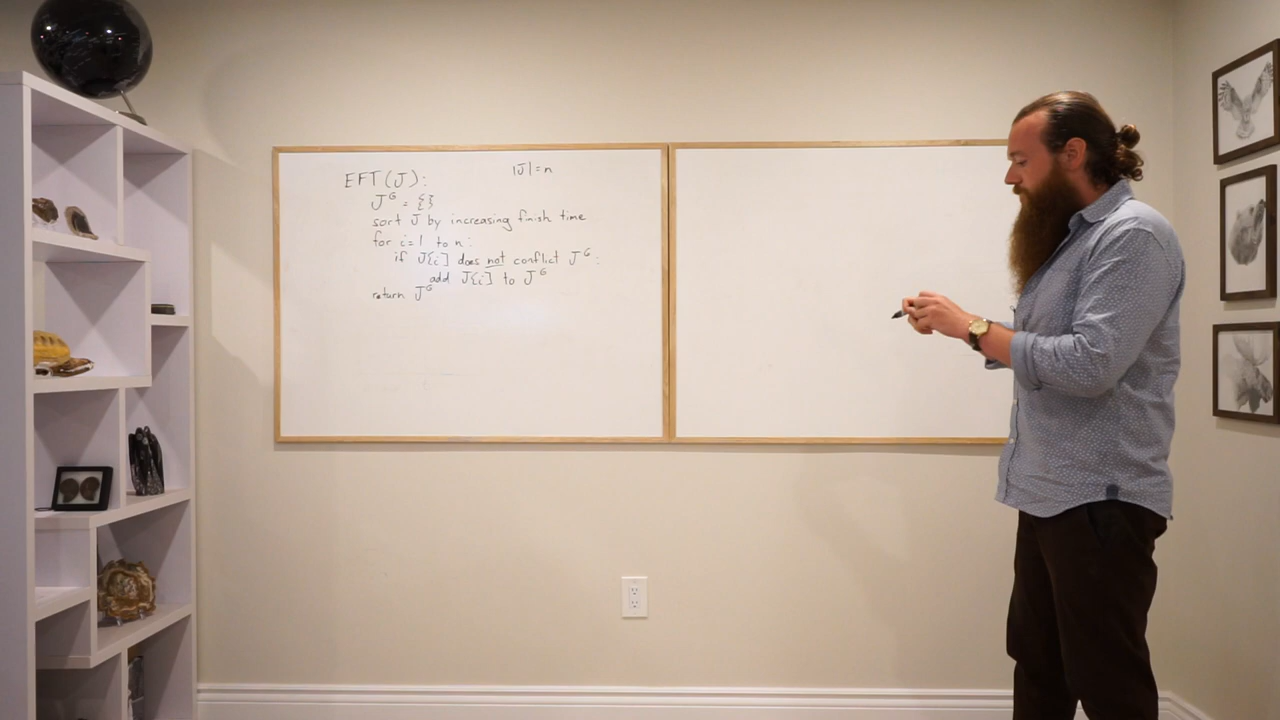 EFT(J): |J|=n
J^G = {}
sort J by increasing finish time
for i=1 to n:
if J[i] does not conflict J^G:
add J[i] to J^G
return J^G